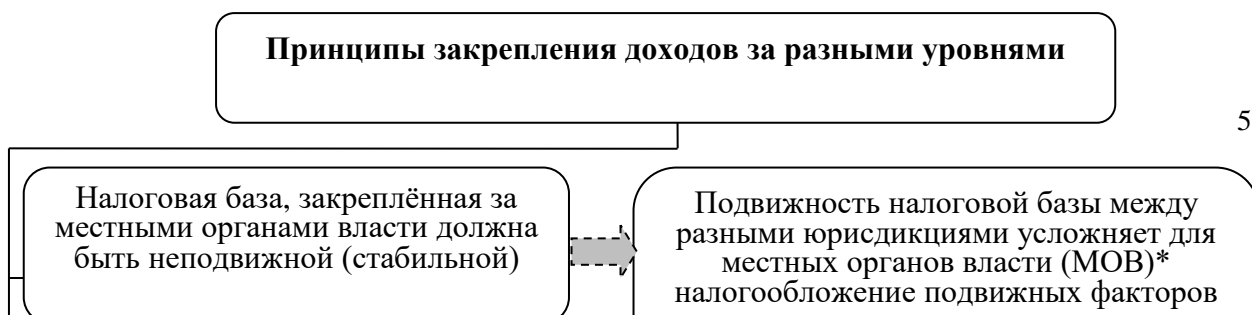 Принципы закрепления доходов за разными уровнями
5
Налоговая база, закреплённая за
местными органами власти должна
быть неподвижной (стабильной)
Подвижность налоговой базы между
разными юрисдикциями усложняет для
местных органов власти (МОВ)*
налогообложение подвижных факторов